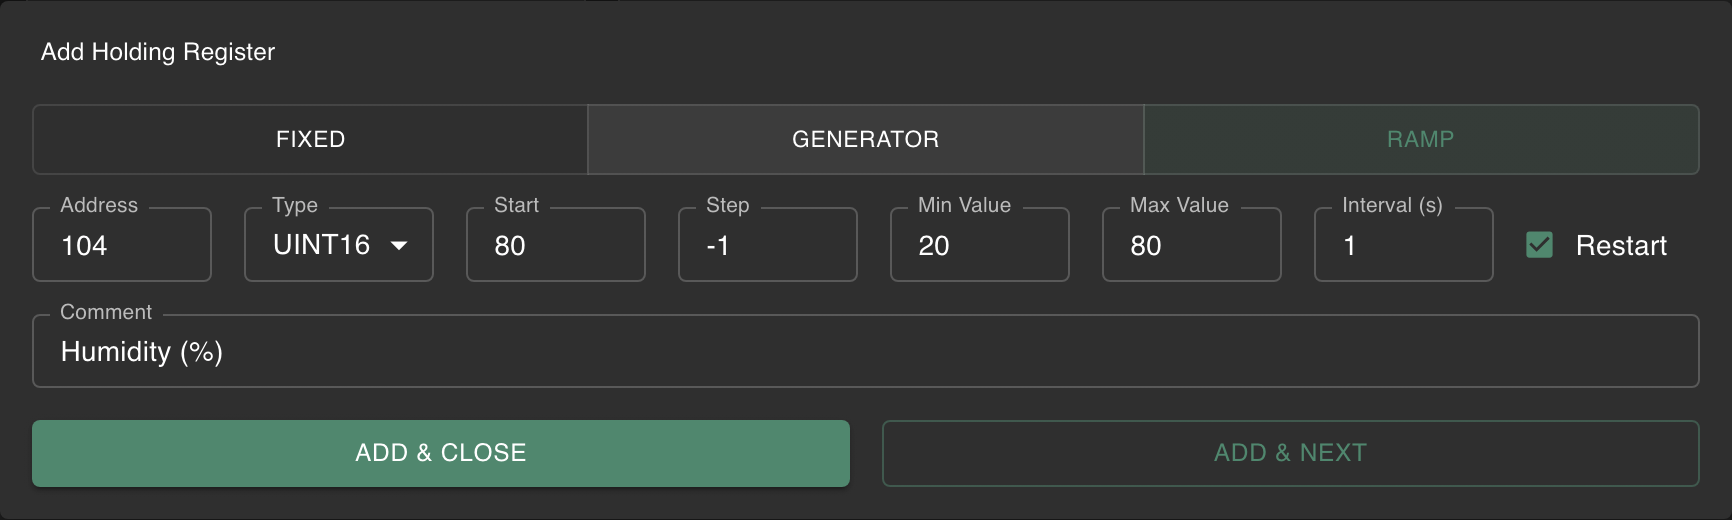 Add Holding Register
FIXED GENERATOR RAMP
Address Type Start Step Min Value Max Value Interval (s)
104 UINT16 80 -1 20 80 1 Restart
Comment
Humidity (%)
ADD & CLOSE ADD & NEXT